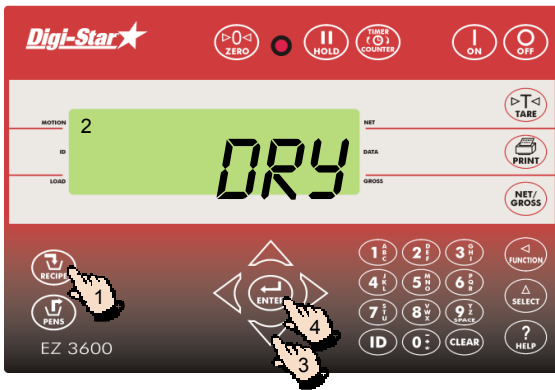 Digi-Star
▷0◁
ZERO
HOLD
TIMER
COUNTER
ON
OFF
▷T◁
TARE
PRINT
NET/
GROSS
MOTION
ID
LOAD
2
DRY
NET
DATA
GROSS
RECIPE
1
PENS
EZ 3600
ENTER
4
3
1 A B C
2 D E F
3 G H I
4 J K L
5 M N O
6 P Q R
7 S T U
8 V W X
9 Y Z SPACE
ID
0 - + *
CLEAR
FUNCTION
SELECT
?
HELP